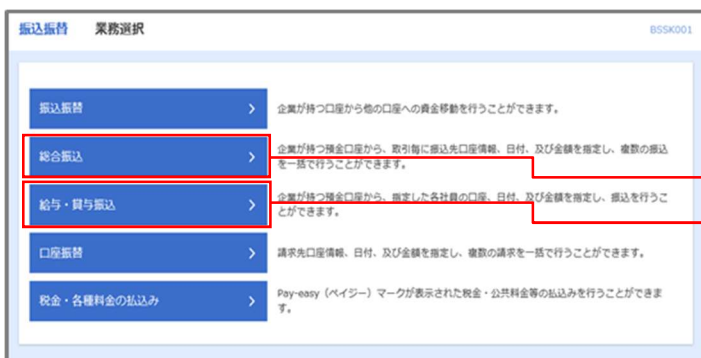 振込振替 業務選択 BSSK001
振込振替 企業が持つ口座から他の口座への資金移動を行うことができます。
総合振込 企業が持つ預金口座から、取引毎に振込先口座情報、日付、及び金額を指定し、複数の振込
を一括で行うことができます。
給与・賞与振込 企業が持つ預金口座から、指定した各社員の口座、日付、及び金額を指定し、振込を行うこ
とができます。
口座振替 請求先口座情報、日付、及び金額を指定し、複数の請求を一括で行うことができます。
税金・各種料金の払込み Pay-easy（ペイジー）マークが表示された税金・公共料金等の払込みを行うことができま
す。